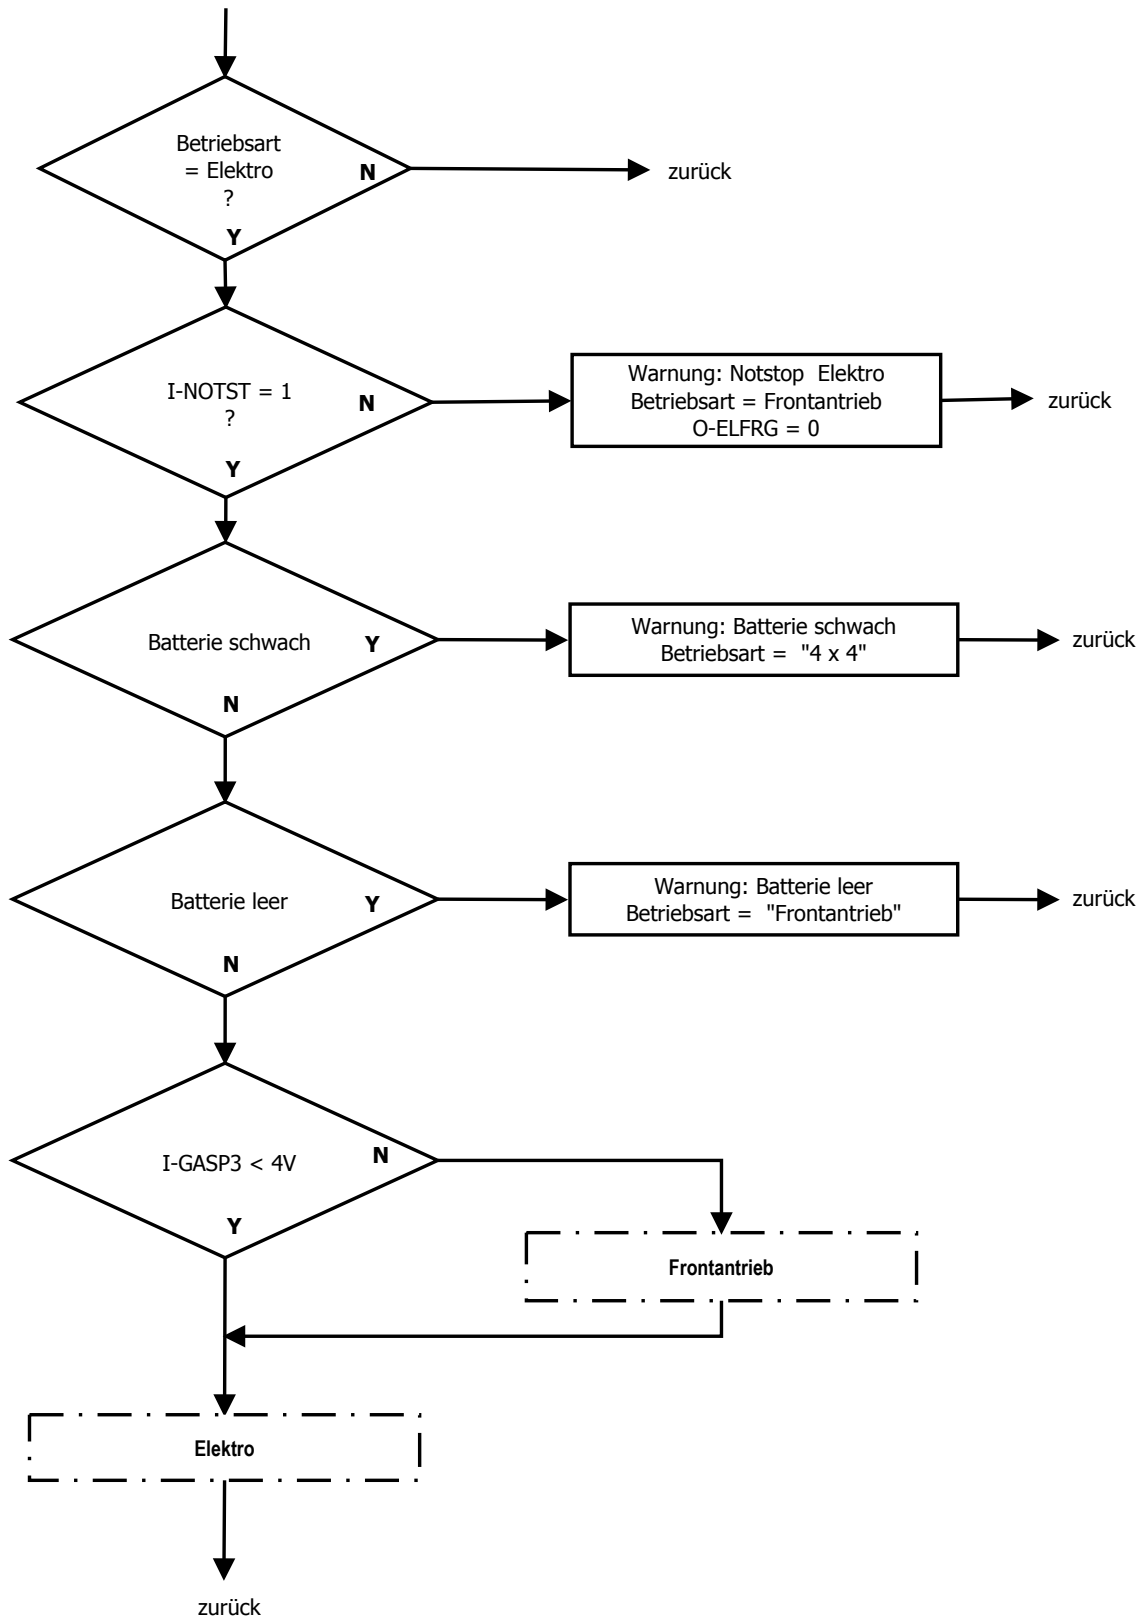 Betriebsart
= Elektro
?
N
Y
zurück
I-NOTST = 1
?
N
Y
Warnung: Notstop Elektro
Betriebsart = Frontantrieb
O-ELFRG = 0
zurück
Batterie schwach
Y
N
Warnung: Batterie schwach
Betriebsart = "4 x 4"
zurück
Batterie leer
Y
N
Warnung: Batterie leer
Betriebsart = "Frontantrieb"
zurück
I-GASP3 < 4V
N
Y
Frontantrieb
Elektro
zurück